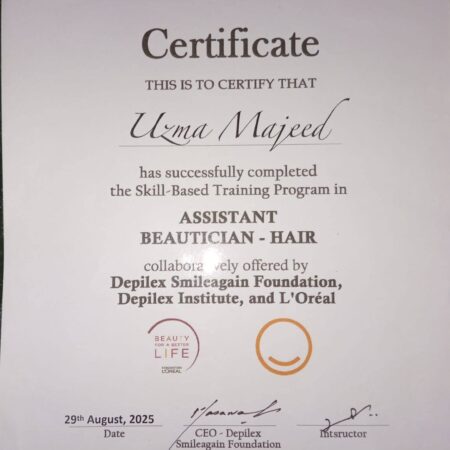 Certificate
THIS IS TO CERTIFY THAT
Uzma Majeed
has successfully completed
the Skill-Based Training Program in
ASSISTANT
BEAUTICIAN - HAIR
collaboratively offered by
Depilex Smileagain Foundation,
Depilex Institute, and L'Oréal
BEAUTY
FOR A BETTER
LIFE
FONDATION
L'ORÉAL
29th August, 2025
Date
CEO - Depilex
Smileagain Foundation
Intsructor